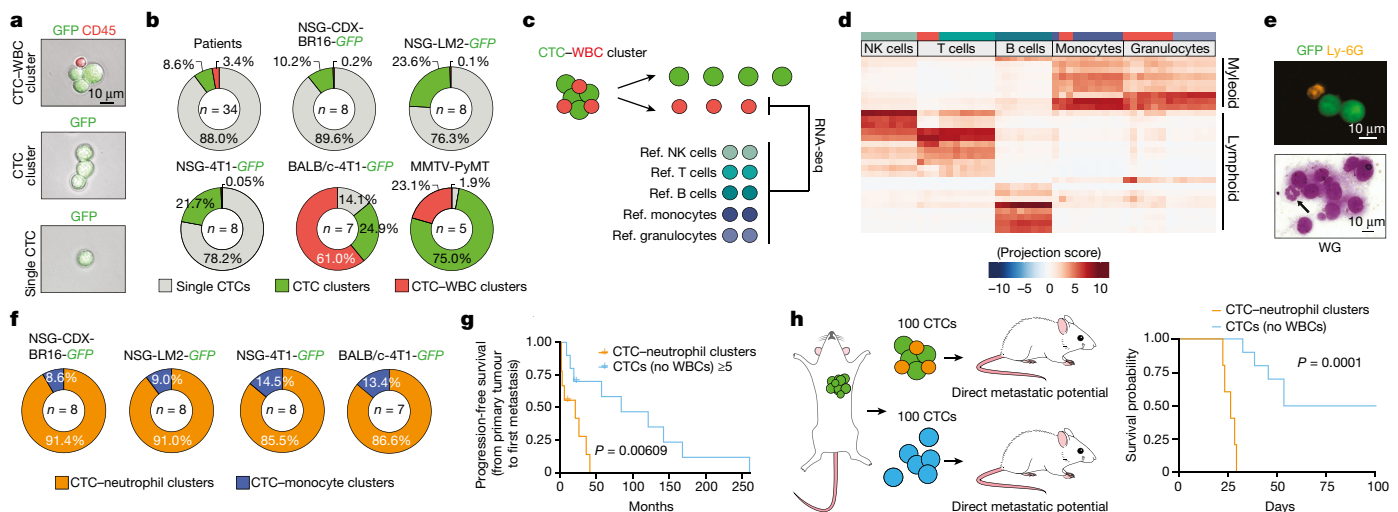 a
GFP CD45
CTC–WBC
cluster
10 μm
GFP
CTC
cluster
GFP
Single CTC
b
Patients
8.6%
3.4%
n = 34
88.0%
NSG-CDX-
BR16-GFP
10.2%
0.2%
n = 8
89.6%
NSG-LM2-GFP
23.6%
0.1%
n = 8
76.3%
NSG-4T1-GFP
0.05%
21.7%
n = 8
78.2%
BALB/c-4T1-GFP
14.1%
n = 7
24.9%
61.0%
MMTV-PyMT
23.1%
1.9%
n = 5
75.0%
Single CTCs
CTC clusters
CTC–WBC clusters
c
CTC–WBC cluster
RNA-seq
Ref. NK cells
Ref. T cells
Ref. B cells
Ref. monocytes
Ref. granulocytes
d
NK cells
T cells
B cells
Monocytes
Granulocytes
Myeloid
Lymphoid
(Projection score)
−10 −5 0 5 10
e
GFP Ly-6G
10 μm
10 μm
WG
f
NSG-CDX-
BR16-GFP
8.6%
n = 8
91.4%
NSG-LM2-GFP
9.0%
n = 8
91.0%
NSG-4T1-GFP
14.5%
n = 8
85.5%
BALB/c-4T1-GFP
13.4%
n = 7
86.6%
CTC–neutrophil clusters
CTC–monocyte clusters
g
Progression-free survival
(from primary tumour
to first metastasis)
1.00
0.75
0.50
0.25
0
CTC–neutrophil clusters
CTCs (no WBCs) ≥5
P = 0.00609
0 50 100 150 200 250
Months
h
100 CTCs
Direct metastatic potential
100 CTCs
Direct metastatic potential
CTC–neutrophil clusters
CTCs (no WBCs)
P = 0.0001
Survival probability
1.00
0.75
0.50
0.25
0
0 25 50 75 100
Days